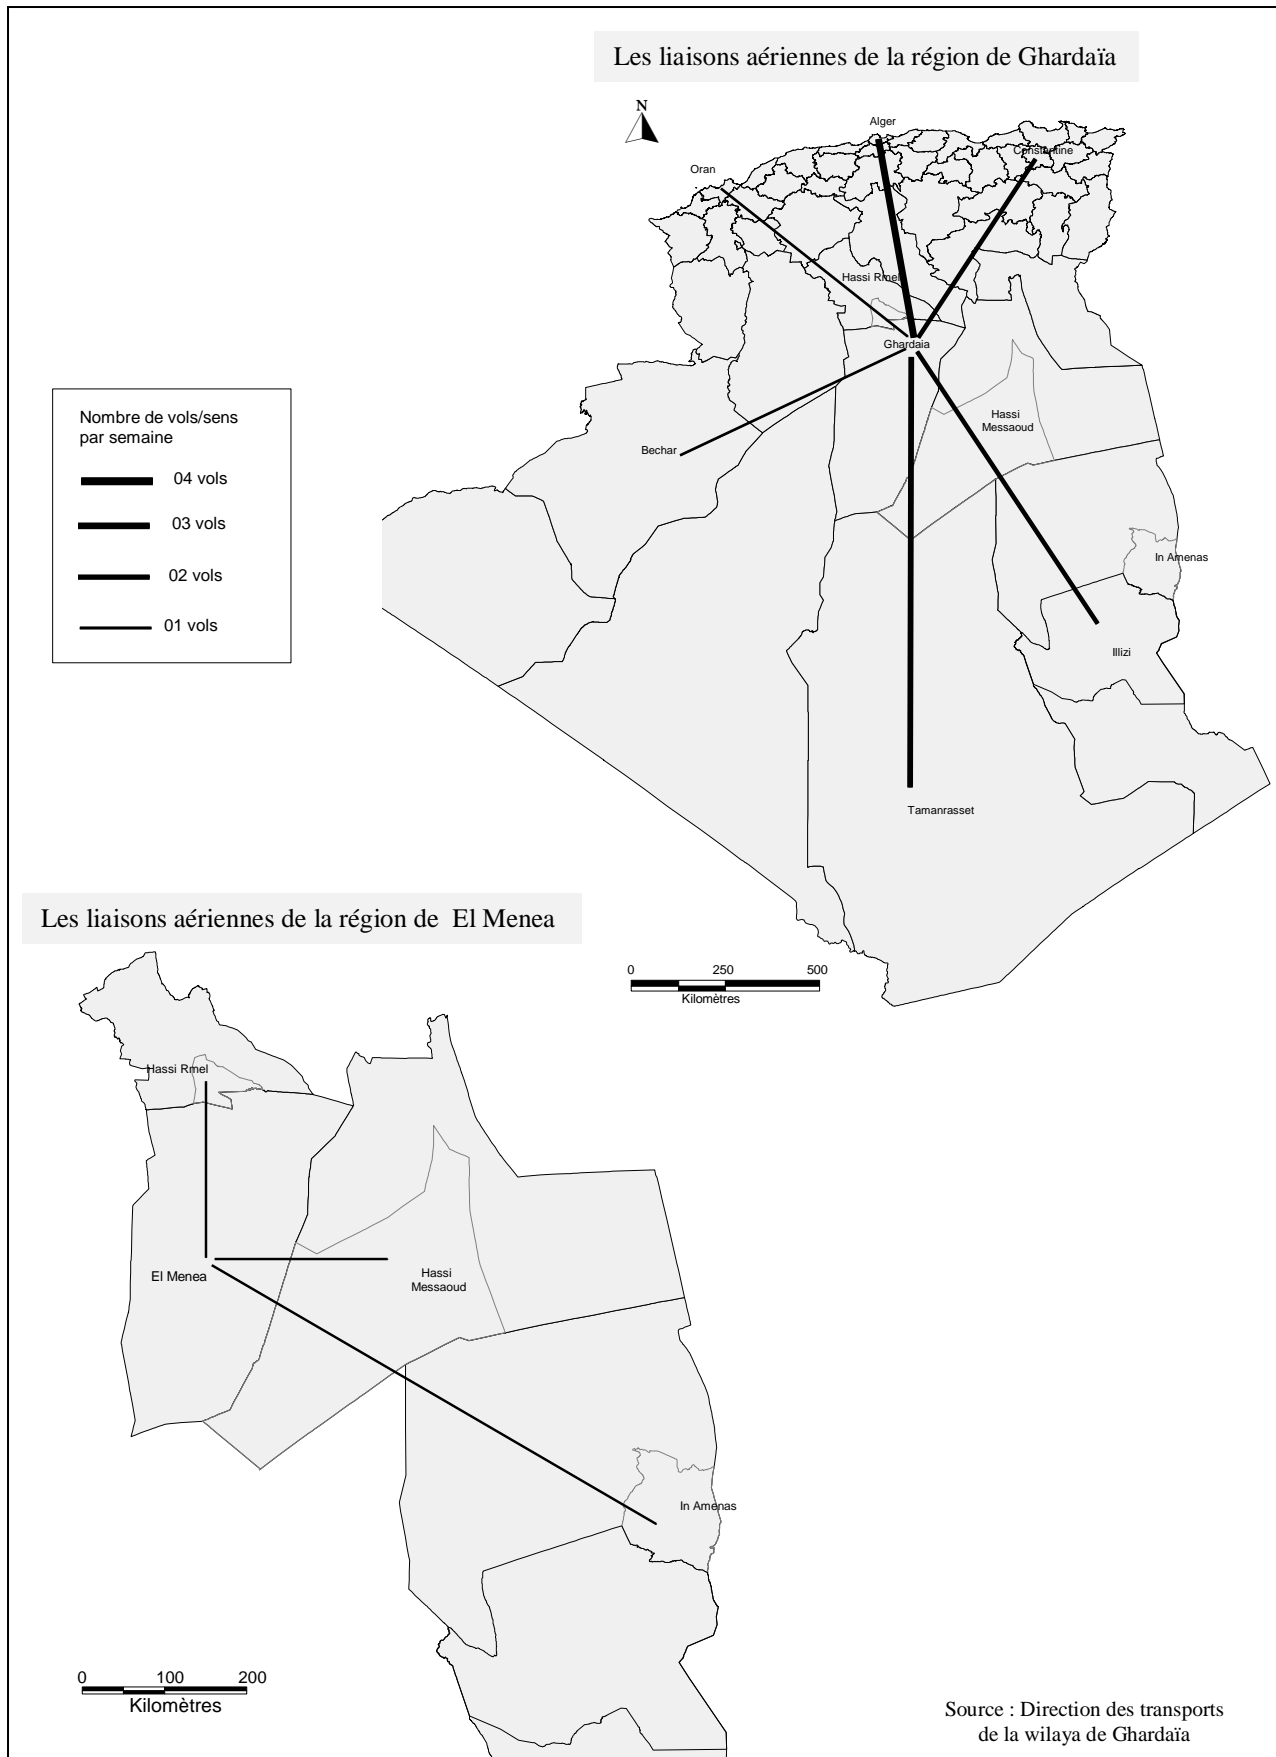 Les liaisons aériennes de la région de Ghardaïa
N
Alger
Constantine
Oran
Hassi Rmel
Ghardaia
Hassi
Messaoud
Bechar
In Amenas
Illizi
Tamanrasset
Nombre de vols/sens
par semaine
04 vols
03 vols
02 vols
01 vols
0 250 500
Kilomètres
Les liaisons aériennes de la région de El Menea
Hassi Rmel
El Menea
Hassi
Messaoud
In Amenas
0 100 200
Kilomètres
Source : Direction des transports
de la wilaya de Ghardaïa